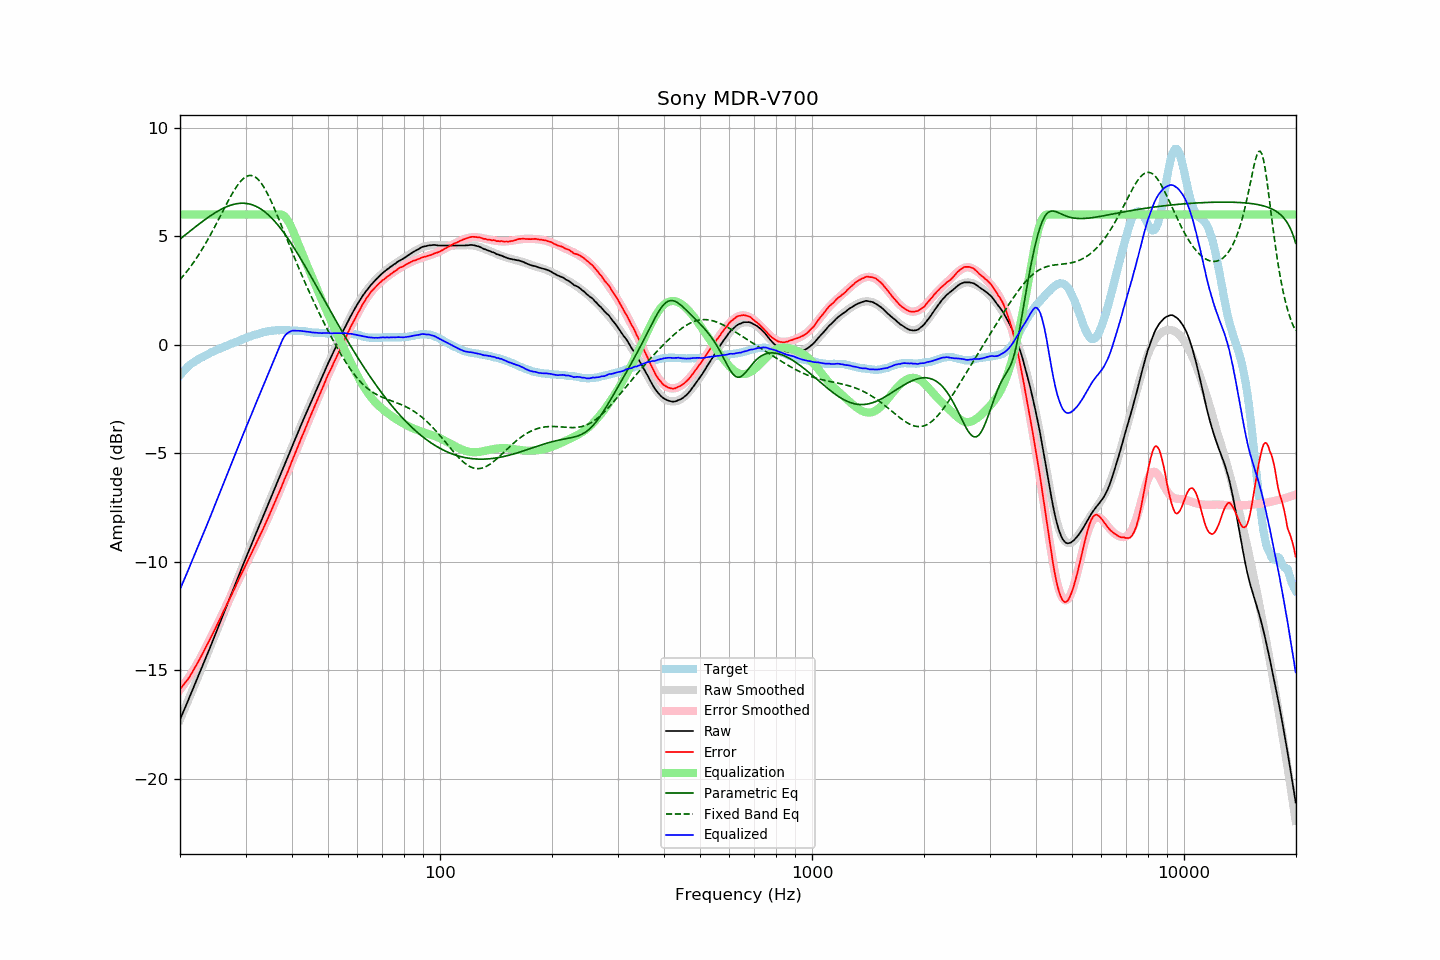 Sony MDR-V700
10
5
0
−5
−10
−15
−20
Amplitude (dBr)
Target
Raw Smoothed
Error Smoothed
Raw
Error
Equalization
Parametric Eq
Fixed Band Eq
Equalized
100
1000
10000
Frequency (Hz)